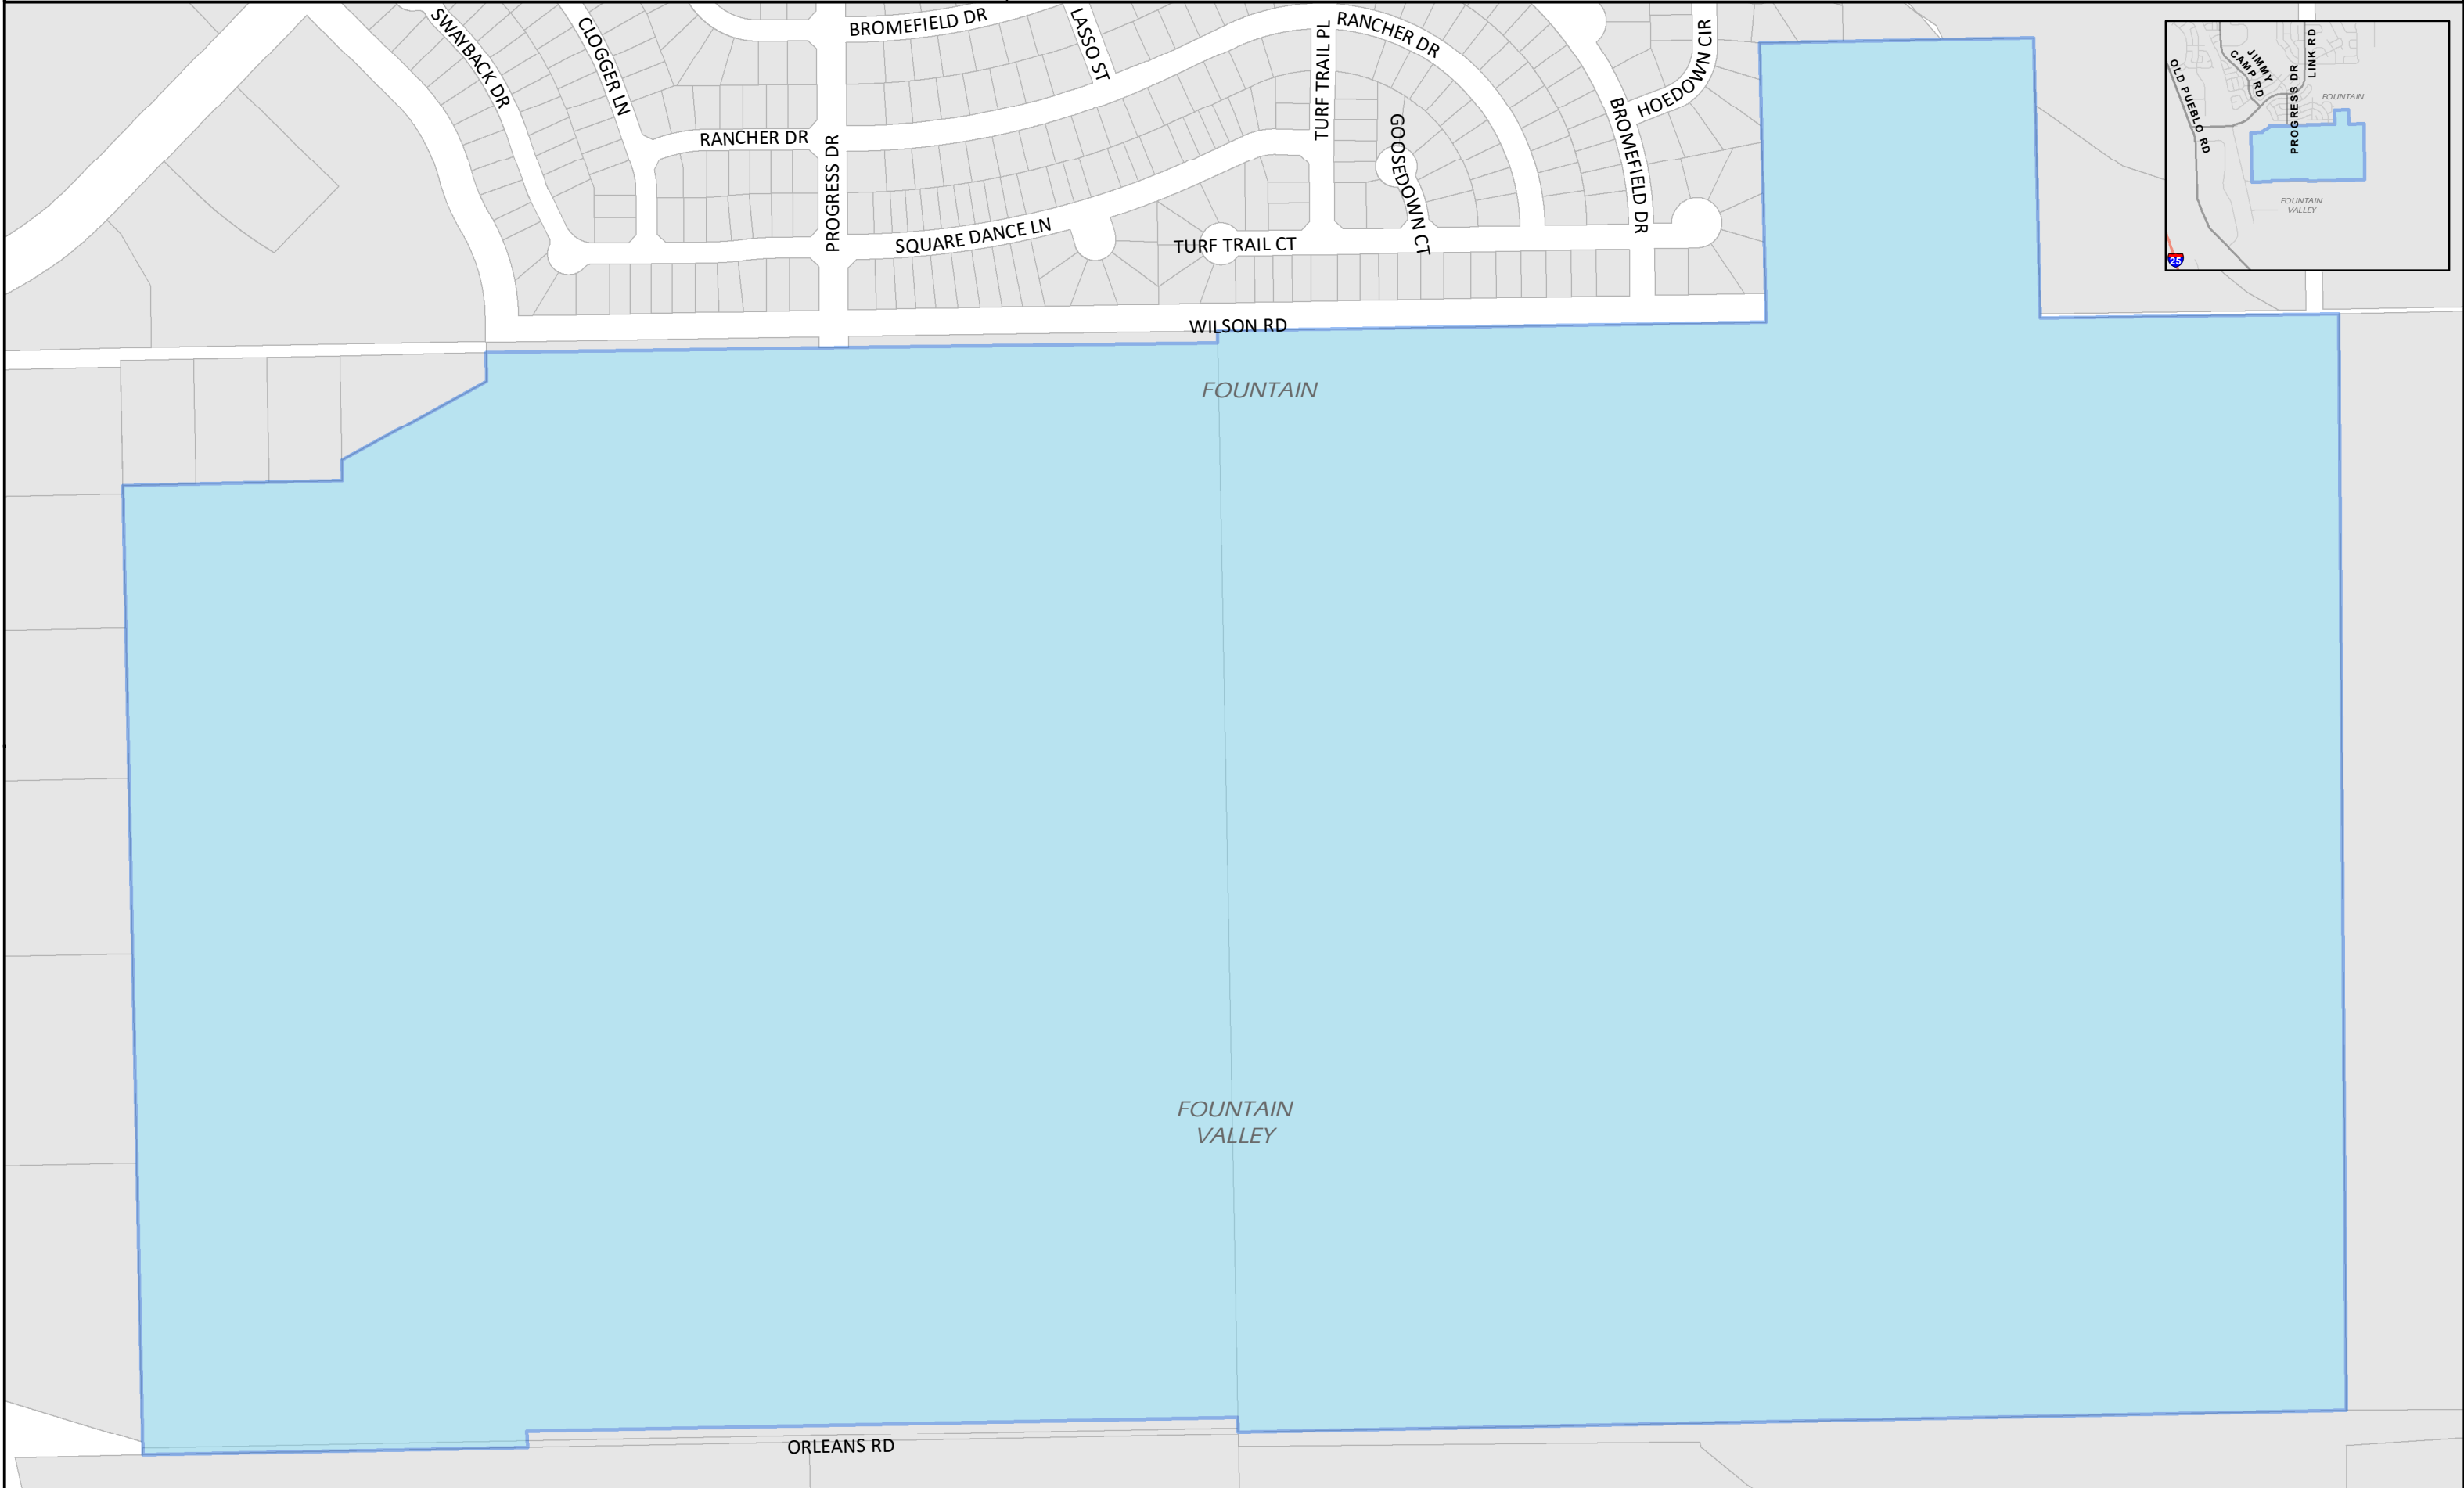 SWAYBACK DR
CLOGGER LN
BROMEFIELD DR
LASSO ST
TURF TRAIL PL
RANCHER DR
HOEDOWN CIR
BROMEFIELD DR
RANCHER DR
PROGRESS DR
GOOSEDOWN CT
SQUARE DANCE LN
TURF TRAIL CT
WILSON RD
FOUNTAIN
FOUNTAIN
VALLEY
ORLEANS RD
OLD PUEBLO RD
JIMMY
CAMP RD
PROGRESS DR
LINK RD
FOUNTAIN
FOUNTAIN
VALLEY
25